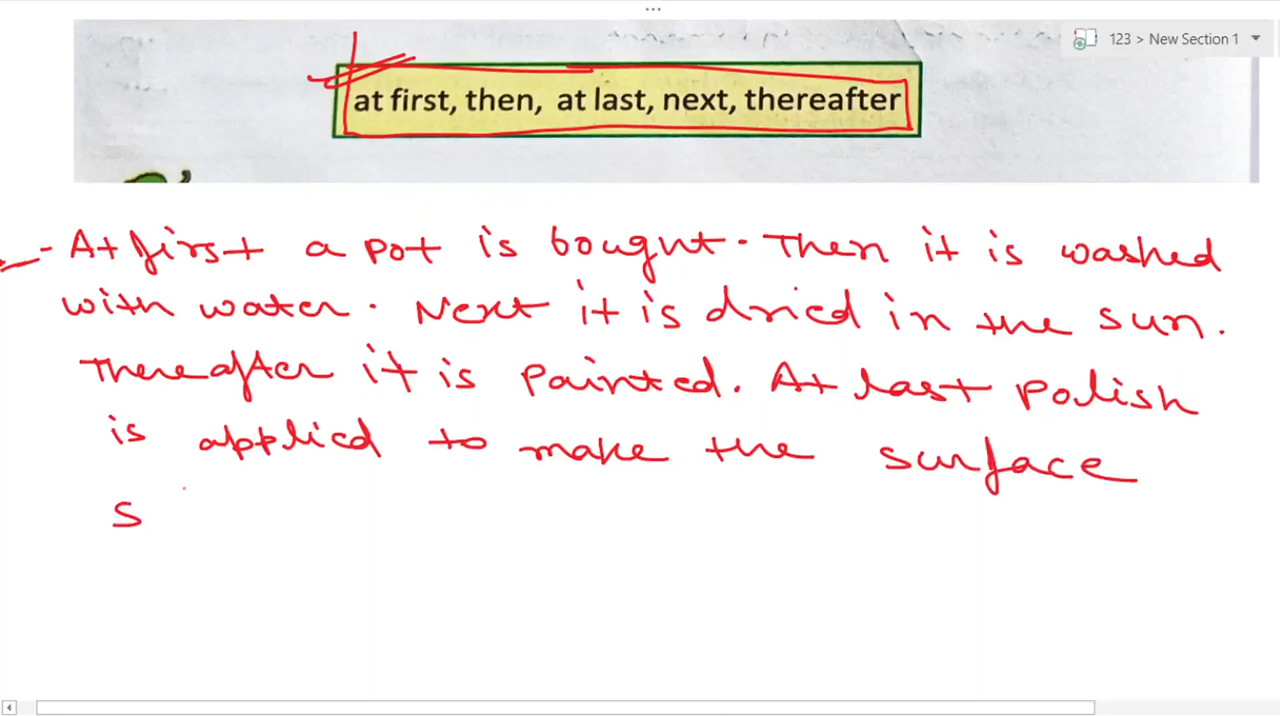 123 > New Section 1
at first, then, at last, next, thereafter
- At first a pot is bought. Then it is washed
with water. Next it is dried in the sun.
Thereafter it is painted. At last polish
is applied to make the surface
s